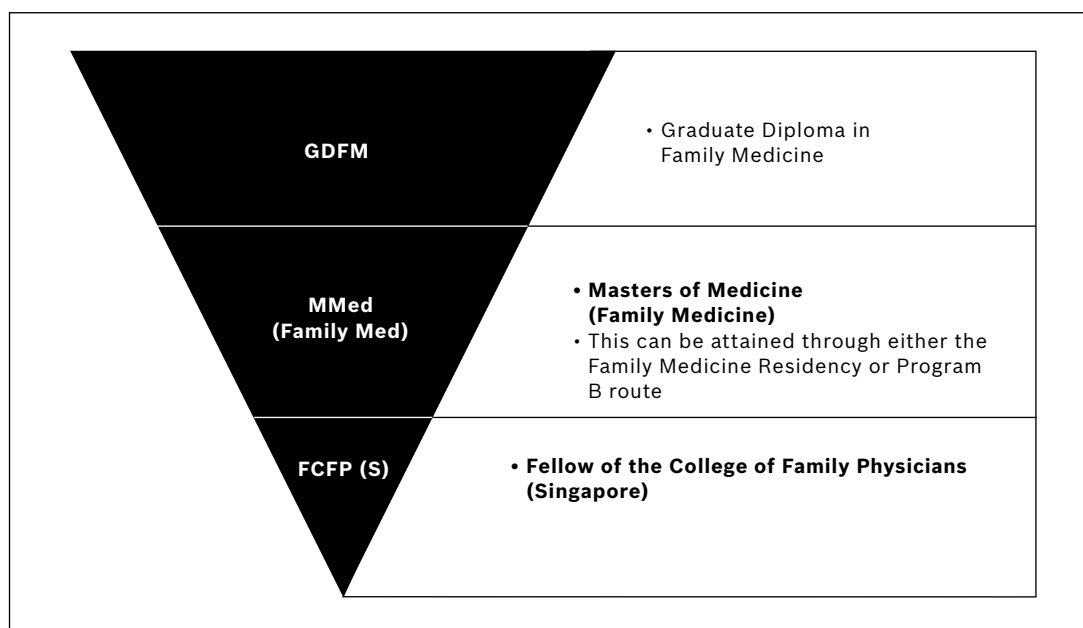 GDFM
• Graduate Diploma in
Family Medicine
MMed
(Family Med)
• Masters of Medicine
(Family Medicine)
• This can be attained through either the
Family Medicine Residency or Program
B route
FCFP (S)
• Fellow of the College of Family Physicians
(Singapore)